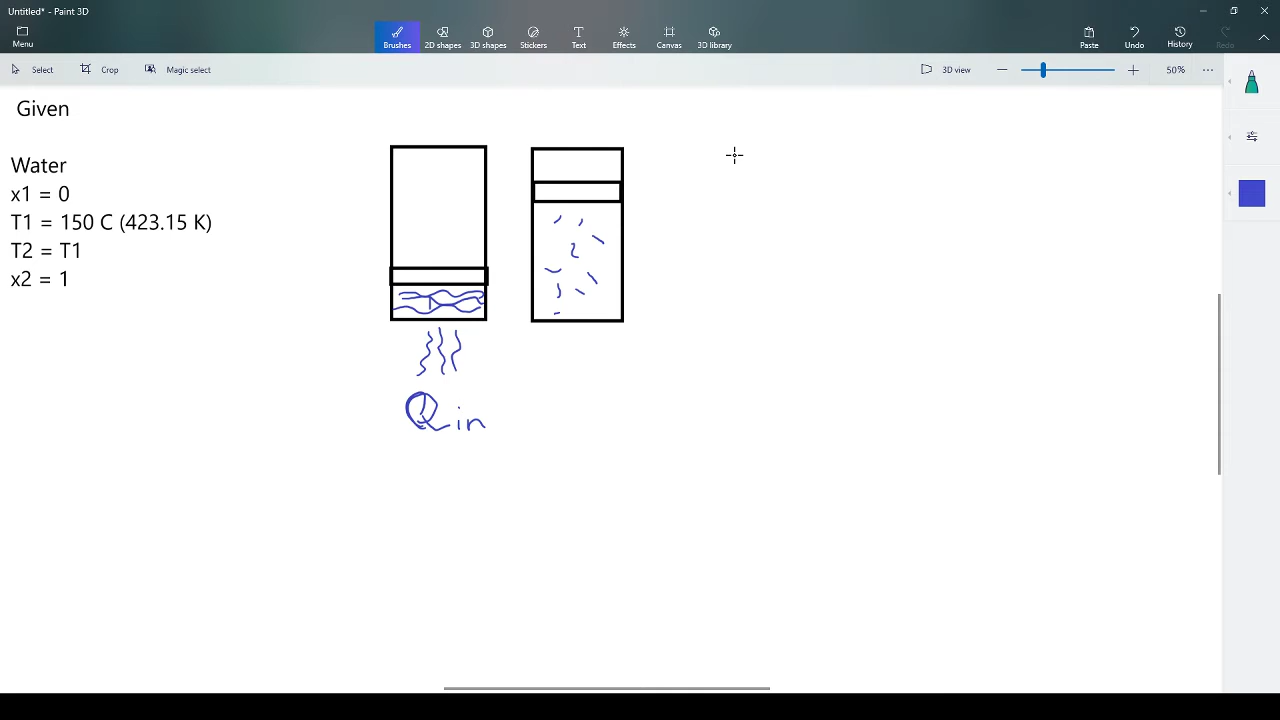 Untitled* - Paint 3D
Menu
Brushes
2D shapes
3D shapes
Stickers
Text
Effects
Canvas
3D library
Paste
Undo
History
Redo
Select
Crop
Magic select
3D view
50%
Given
Water
x1 = 0
T1 = 150 C (423.15 K)
T2 = T1
x2 = 1
Qin